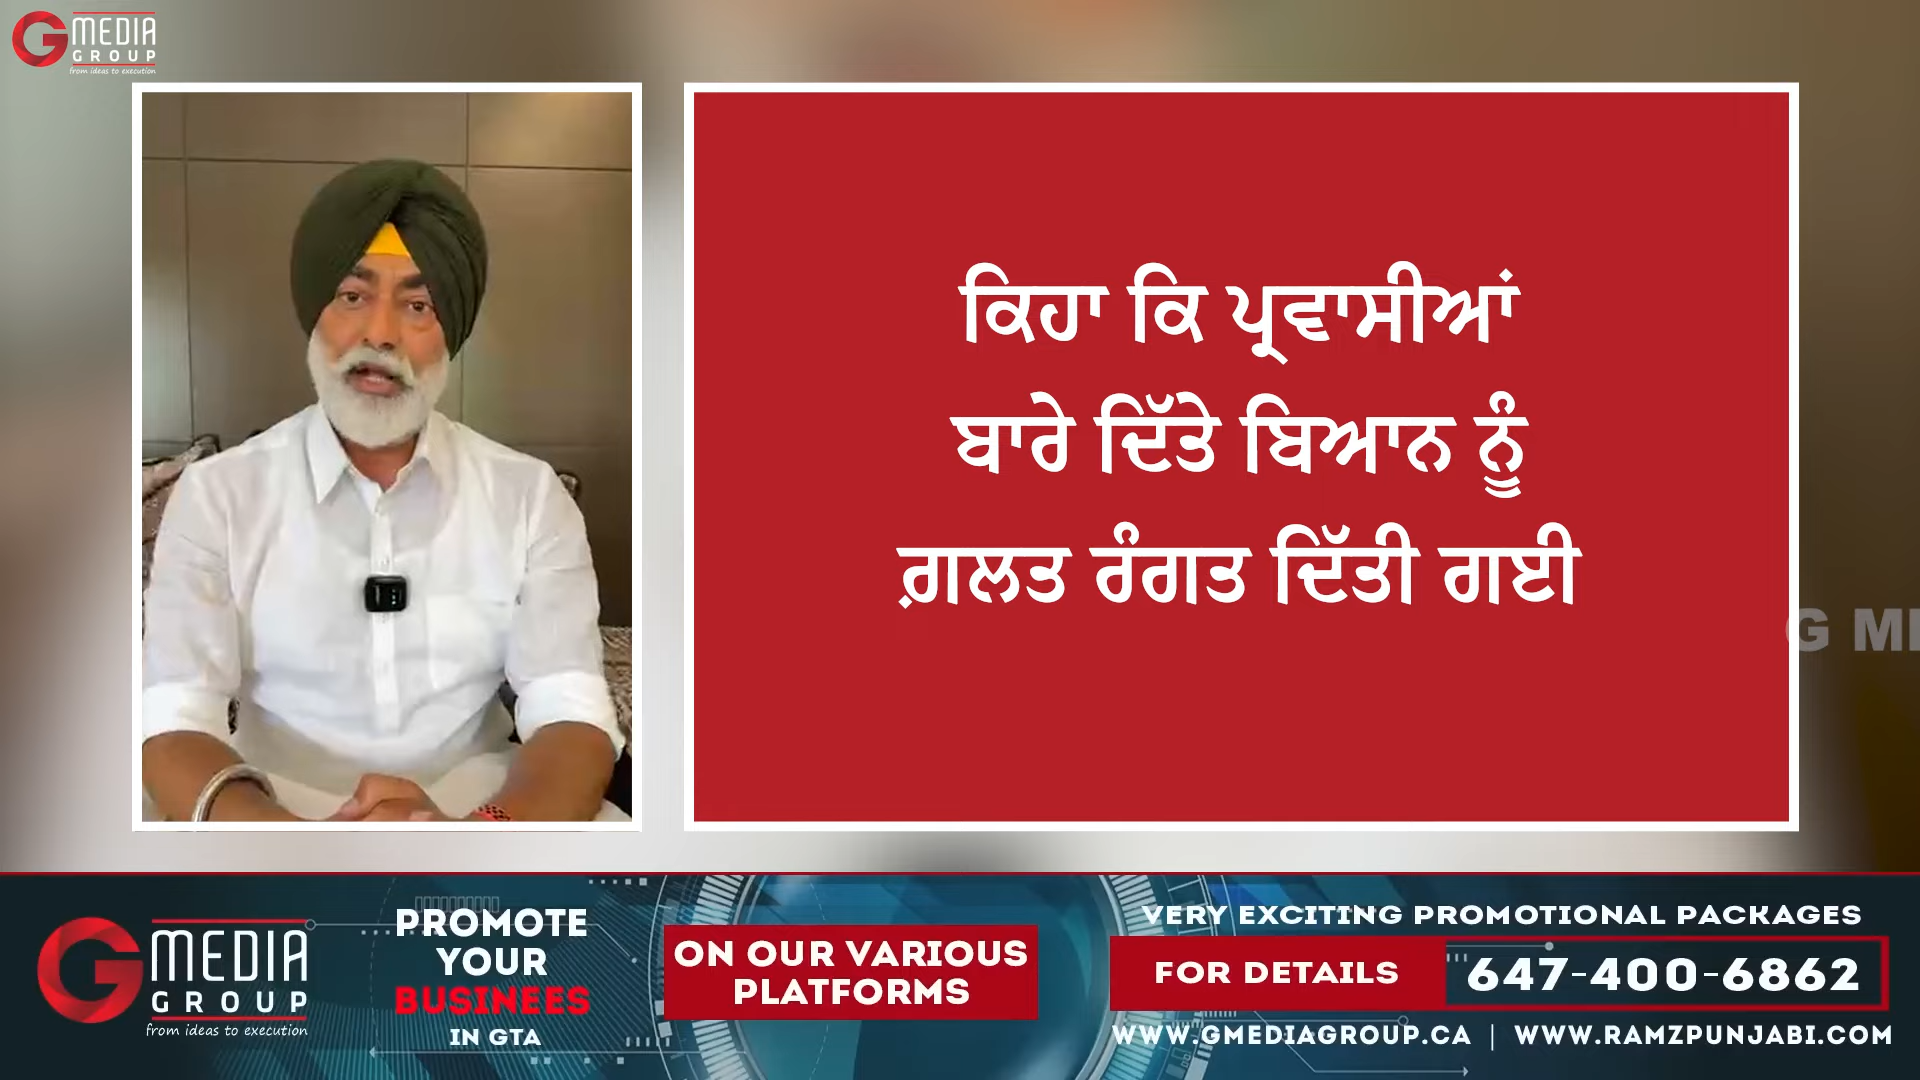 G MEDIA
GROUP
from ideas to execution
ਕਿਹਾ ਕਿ ਪ੍ਰਵਾਸੀਆਂ
ਬਾਰੇ ਦਿੱਤੇ ਬਿਆਨ ਨੂੰ
ਗ਼ਲਤ ਰੰਗਤ ਦਿੱਤੀ ਗਈ
G ME
G MEDIA
GROUP
from ideas to execution
PROMOTE
YOUR
BUSINEES
IN GTA
ON OUR VARIOUS
PLATFORMS
VERY EXCITING PROMOTIONAL PACKAGES
FOR DETAILS 647-400-6862
WWW.GMEDIAGROUP.CA | WWW.RAMZPUNJABI.COM